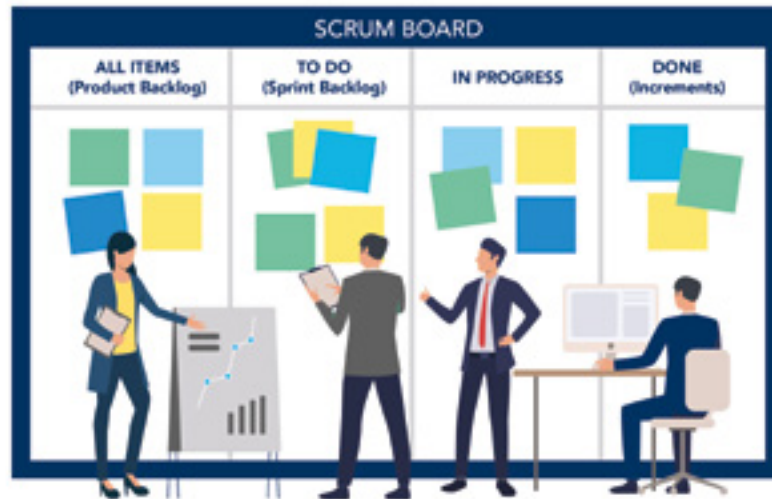 SCRUM BOARD
ALL ITEMS
(Product Backlog)
TO DO
(Sprint Backlog)
IN PROGRESS
DONE
(Increments)